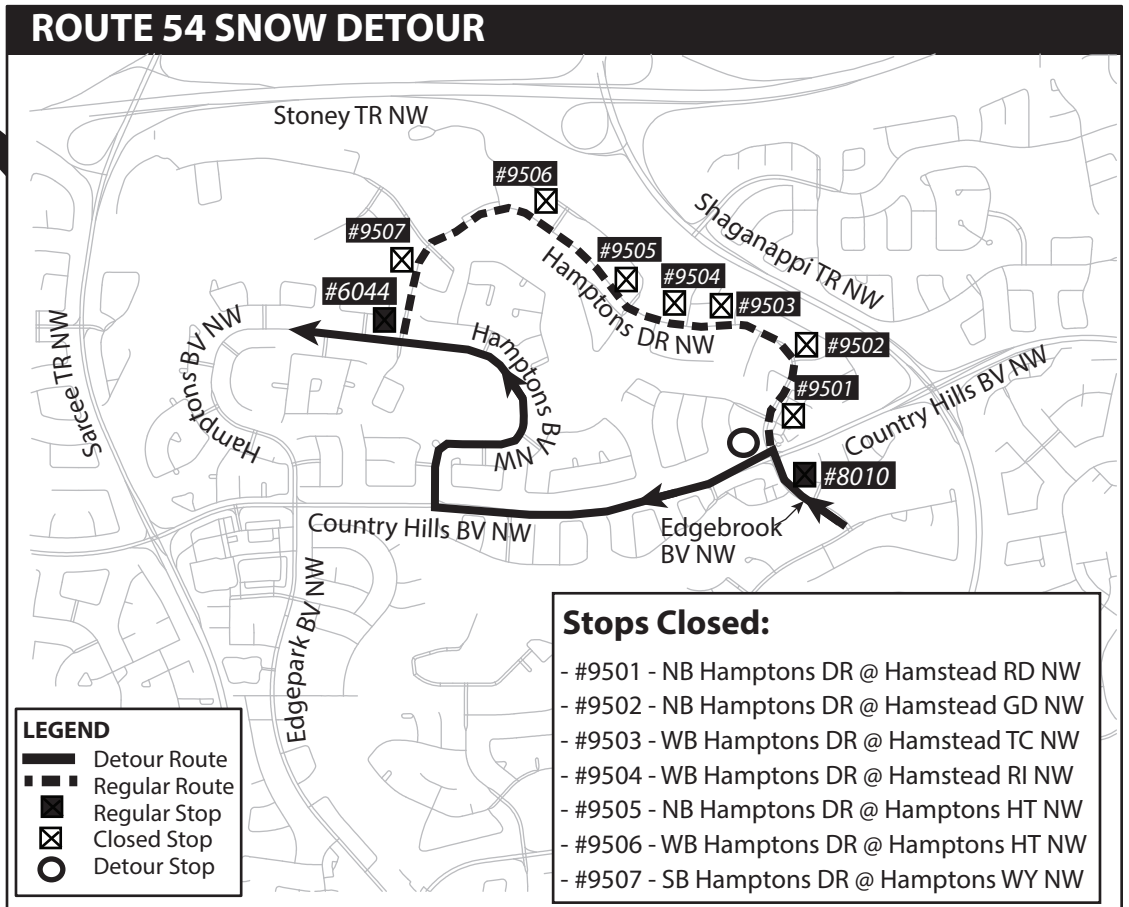 ROUTE 54 SNOW DETOUR
Stoney TR NW
#9506
Shaganappi TR NW
#9507
#9505
#9504
#9503
#6044
Hamptons DR NW
#9502
Hamptons BV NW
Hamptons BV
NW
Sarcee TR NW
#9501
Country Hills BV NW
Hamptons
#8010
Country Hills BV NW
Edgebrook
BV NW
Edgepark BV NW
Stops Closed:
- #9501 - NB Hamptons DR @ Hamstead RD NW
- #9502 - NB Hamptons DR @ Hamstead GD NW
- #9503 - WB Hamptons DR @ Hamstead TC NW
- #9504 - WB Hamptons DR @ Hamstead RI NW
- #9505 - NB Hamptons DR @ Hamptons HT NW
- #9506 - WB Hamptons DR @ Hamptons HT NW
- #9507 - SB Hamptons DR @ Hamptons WY NW
LEGEND
Detour Route
Regular Route
Regular Stop
Closed Stop
Detour Stop